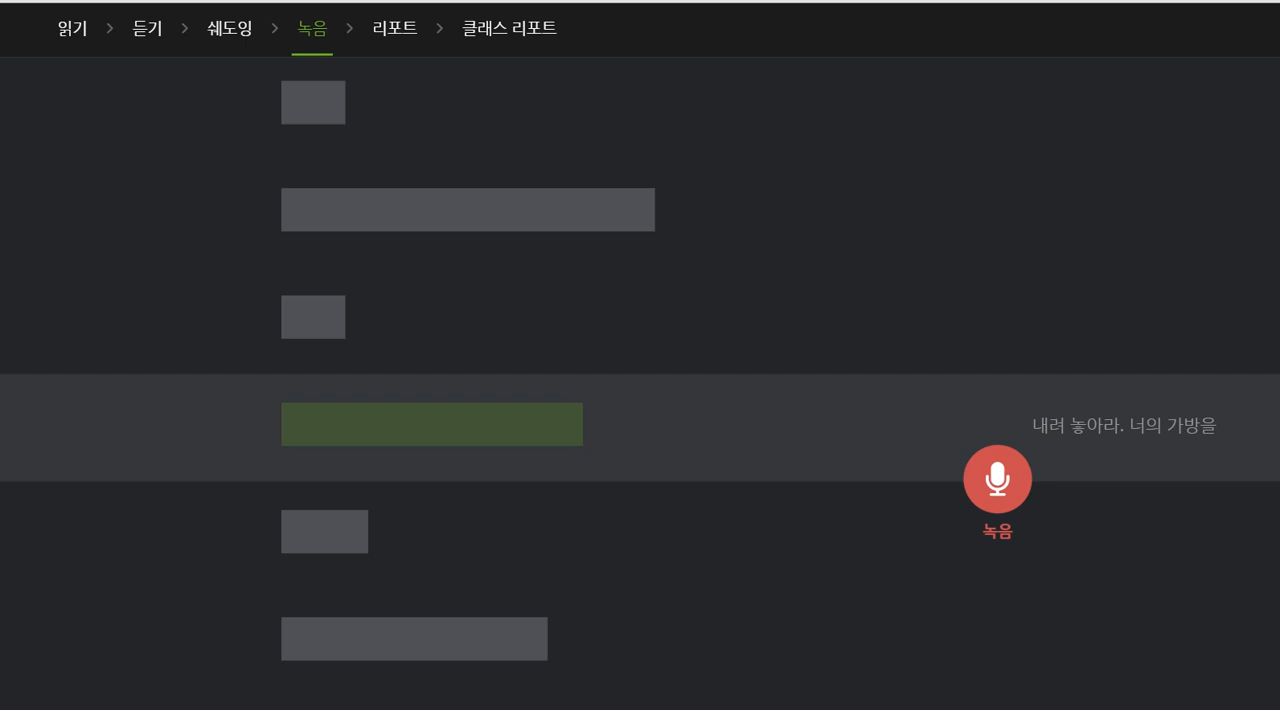 읽기 > 듣기 > 쉐도잉 > 녹음 > 리포트 > 클래스 리포트
내려 놓아라. 너의 가방을
녹음